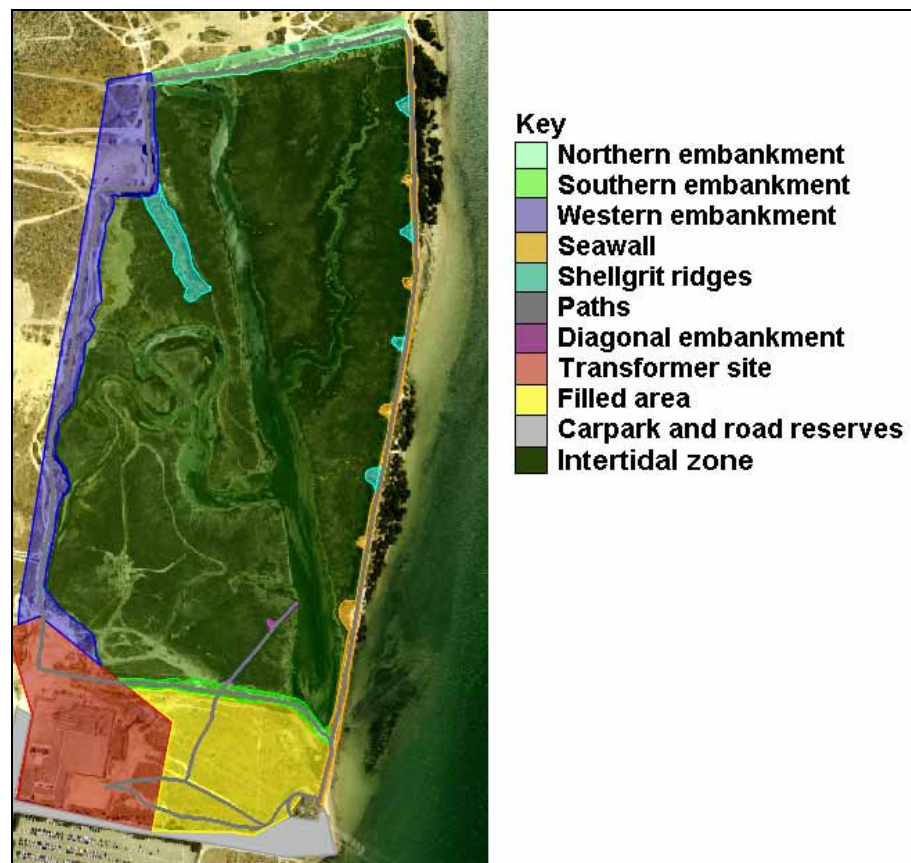 Key
Northern embankment
Southern embankment
Western embankment
Seawall
Shellgrit ridges
Paths
Diagonal embankment
Transformer site
Filled area
Carpark and road reserves
Intertidal zone